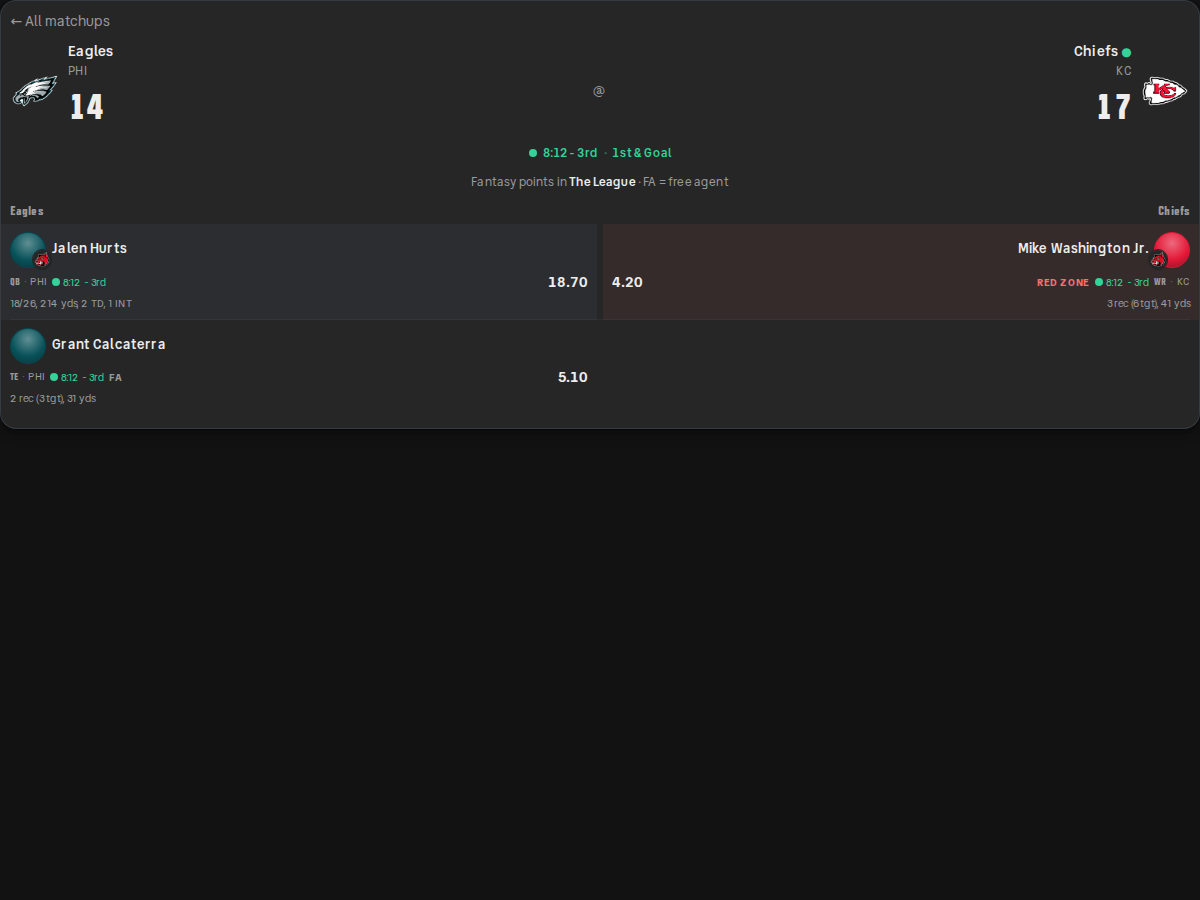 ← All matchups
Eagles
PHI
14
@
Chiefs
KC
17
KC
8:12 - 3rd · 1st & Goal
Fantasy points in The League · FA = free agent
Eagles
Chiefs
Jalen Hurts
QB · PHI 8:12 - 3rd
18/26, 214 yds, 2 TD, 1 INT
18.70
Mike Washington Jr.
4.20
RED ZONE 8:12 - 3rd WR · KC
3 rec (6 tgt), 41 yds
Grant Calcaterra
TE · PHI 8:12 - 3rd FA
2 rec (3 tgt), 31 yds
5.10